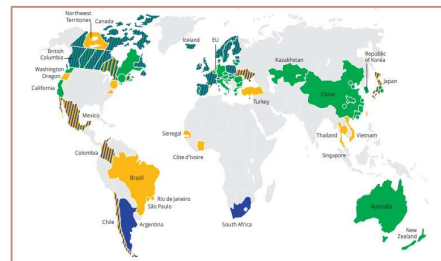 Northwest
Territories
Canada
British
Columbia
Washington
Oregon
California
Mexico
Colombia
Brazil
Rio de Janeiro
São Paulo
Chile
Argentina
Iceland
EU
Kazakhstan
Republic
of Korea
Japan
China
Turkey
Senegal
Côte d'Ivoire
South Africa
Thailand
Vietnam
Singapore
Australia
New
Zealand